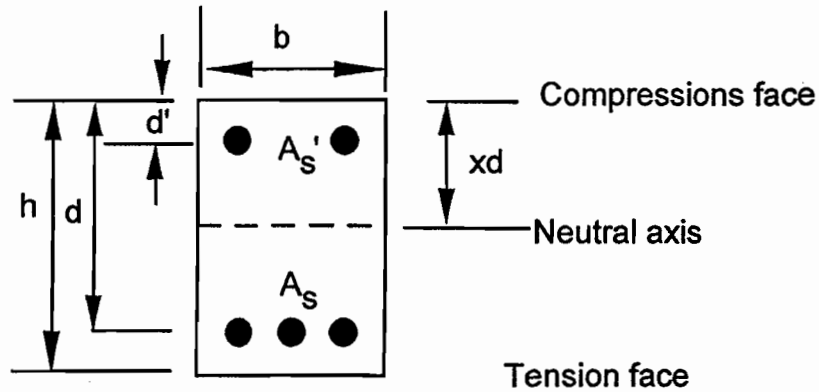 b
Compressions face
d'
As'
xd
h
d
Neutral axis
As
Tension face